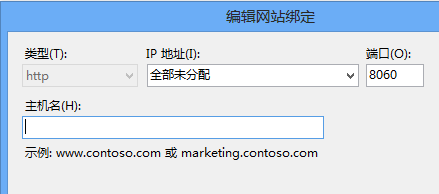 编辑网站绑定
类型(T): IP 地址(I): 端口(O):
http 全部未分配 8060
主机名(H):
示例: www.contoso.com 或 marketing.contoso.com